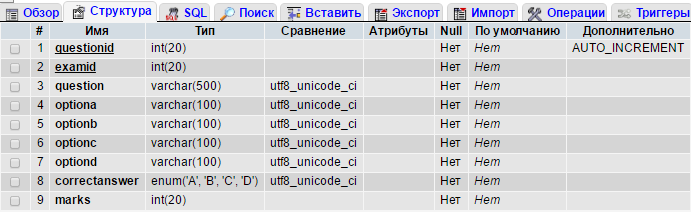 Обзор Структура SQL Поиск Вставить Экспорт Импорт Операции Триггеры
# Имя Тип Сравнение Атрибуты Null По умолчанию Дополнительно
1 questionid int(20) Нет Нет AUTO_INCREMENT
2 examid int(20) Нет Нет
3 question varchar(500) utf8_unicode_ci Нет Нет
4 optiona varchar(100) utf8_unicode_ci Нет Нет
5 optionb varchar(100) utf8_unicode_ci Нет Нет
6 optionc varchar(100) utf8_unicode_ci Нет Нет
7 optiond varchar(100) utf8_unicode_ci Нет Нет
8 correctanswer enum('A', 'B', 'C', 'D') utf8_unicode_ci Нет Нет
9 marks int(20) Нет Нет